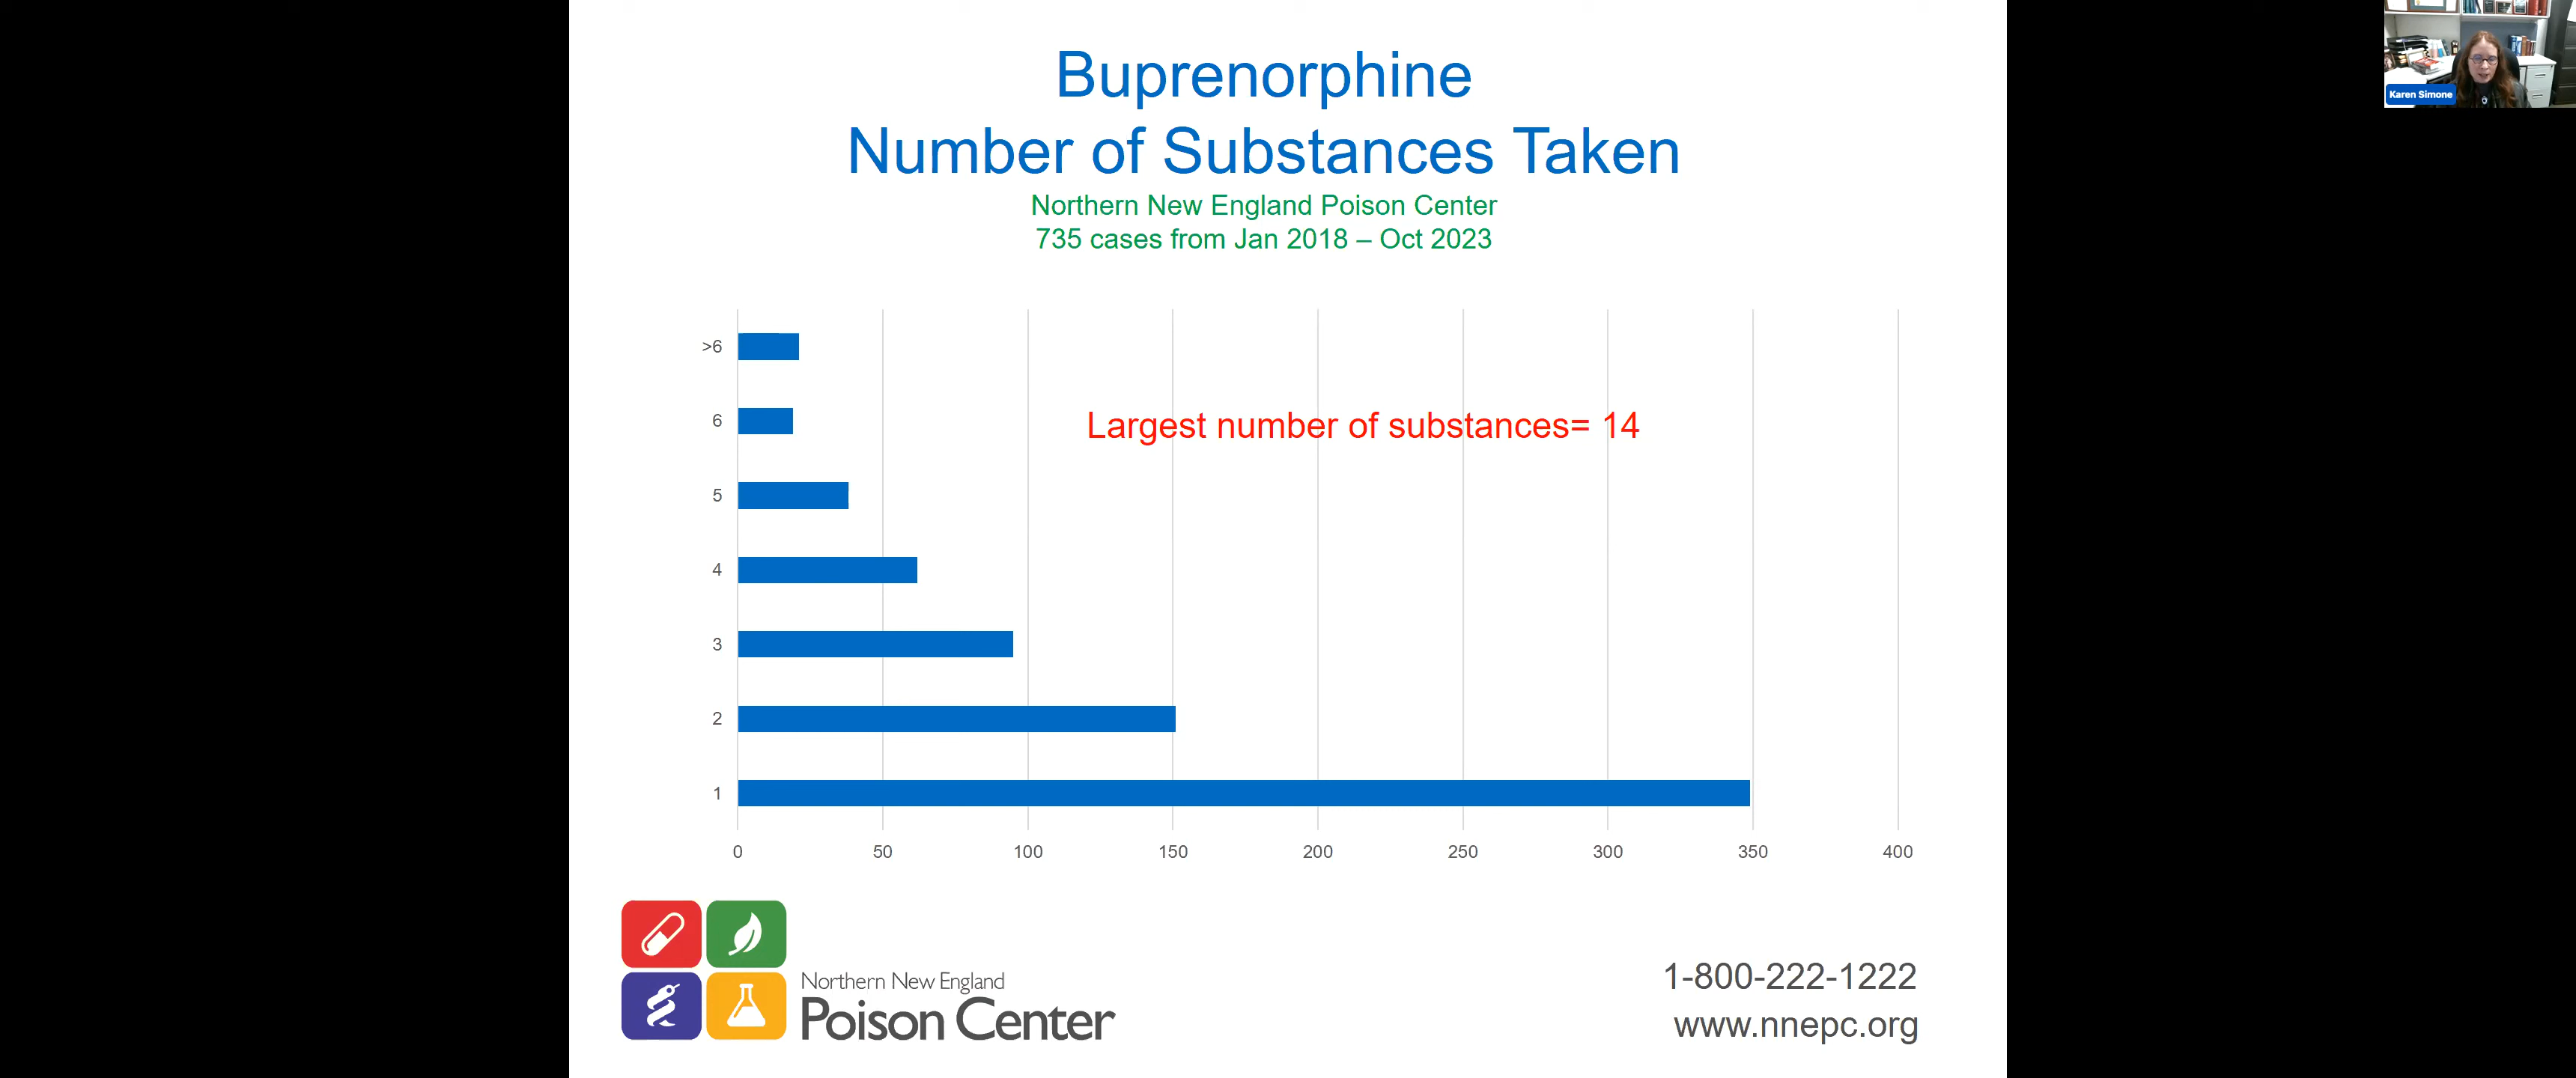 Buprenorphine
Number of Substances Taken
Northern New England Poison Center
735 cases from Jan 2018 – Oct 2023
Karen Simone
>6
6
Largest number of substances= 14
5
4
3
2
1
0 50 100 150 200 250 300 350 400
Northern New England
Poison Center
1-800-222-1222
www.nnepc.org